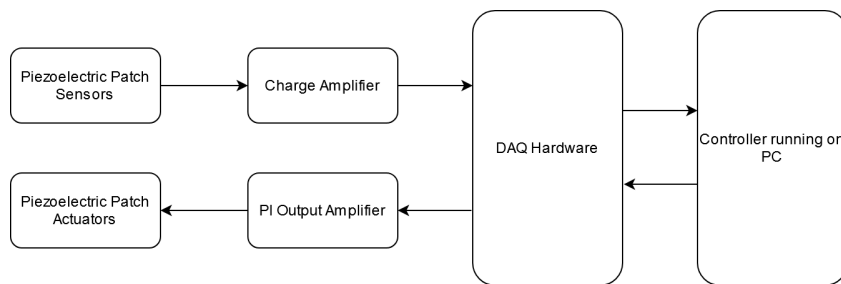 Piezoelectric Patch
Sensors
Charge Amplifier
DAQ Hardware
Controller running on
PC
Piezoelectric Patch
Actuators
PI Output Amplifier